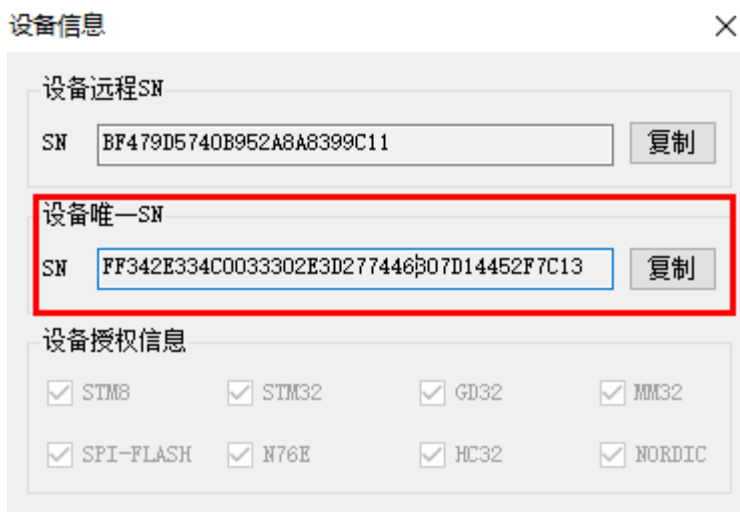 设备信息
设备远程SN
SN BF479D5740B952A8A8399C11 复制
设备唯一SN
SN FF342E334C0033302E3D277446307D14452F7C13 复制
设备授权信息
STM8 STM32 GD32 MM32
SPI-FLASH N76E HC32 NORDIC